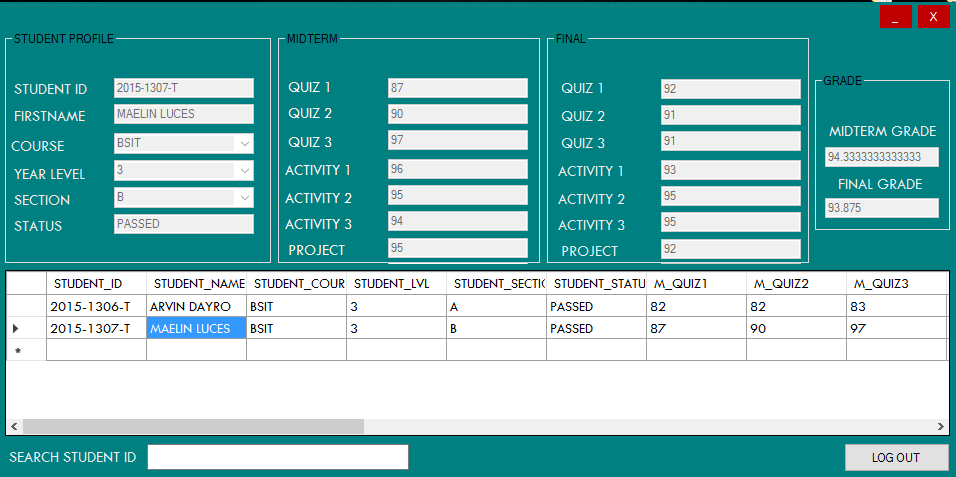 _ X
STUDENT PROFILE
STUDENT ID 2015-1307-T
FIRSTNAME MAELIN LUCES
COURSE BSIT
YEAR LEVEL 3
SECTION B
STATUS PASSED
MIDTERM
QUIZ 1 87
QUIZ 2 90
QUIZ 3 97
ACTIVITY 1 96
ACTIVITY 2 95
ACTIVITY 3 94
PROJECT 95
FINAL
QUIZ 1 92
QUIZ 2 91
QUIZ 3 91
ACTIVITY 1 93
ACTIVITY 2 95
ACTIVITY 3 95
PROJECT 92
GRADE
MIDTERM GRADE
94.3333333333333
FINAL GRADE
93.875
STUDENT_ID STUDENT_NAME STUDENT_COUR STUDENT_LVL STUDENT_SECTIO STUDENT_STATU M_QUIZ1 M_QUIZ2 M_QUIZ3
2015-1306-T ARVIN DAYRO BSIT 3 A PASSED 82 82 83
2015-1307-T MAELIN LUCES BSIT 3 B PASSED 87 90 97
*
SEARCH STUDENT ID
LOG OUT